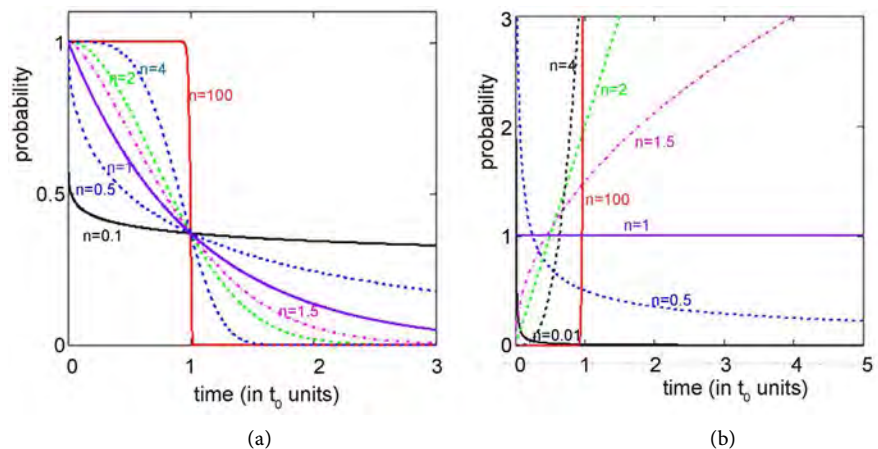 1
0.5
0
probability
n=4
n=2
n=100
n=1
n=0.5
n=0.1
n=1.5
0
1
2
3
time (in t0 units)
(a)
3
2
1
0
probability
n=4
n=2
n=1.5
n=100
n=1
n=0.5
n=0.01
0
1
2
3
4
5
time (in t0 units)
(b)